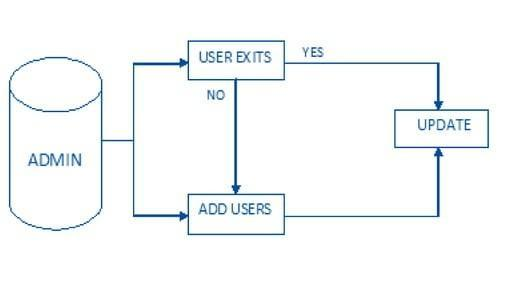 USER EXITS
YES
NO
UPDATE
ADMIN
ADD USERS